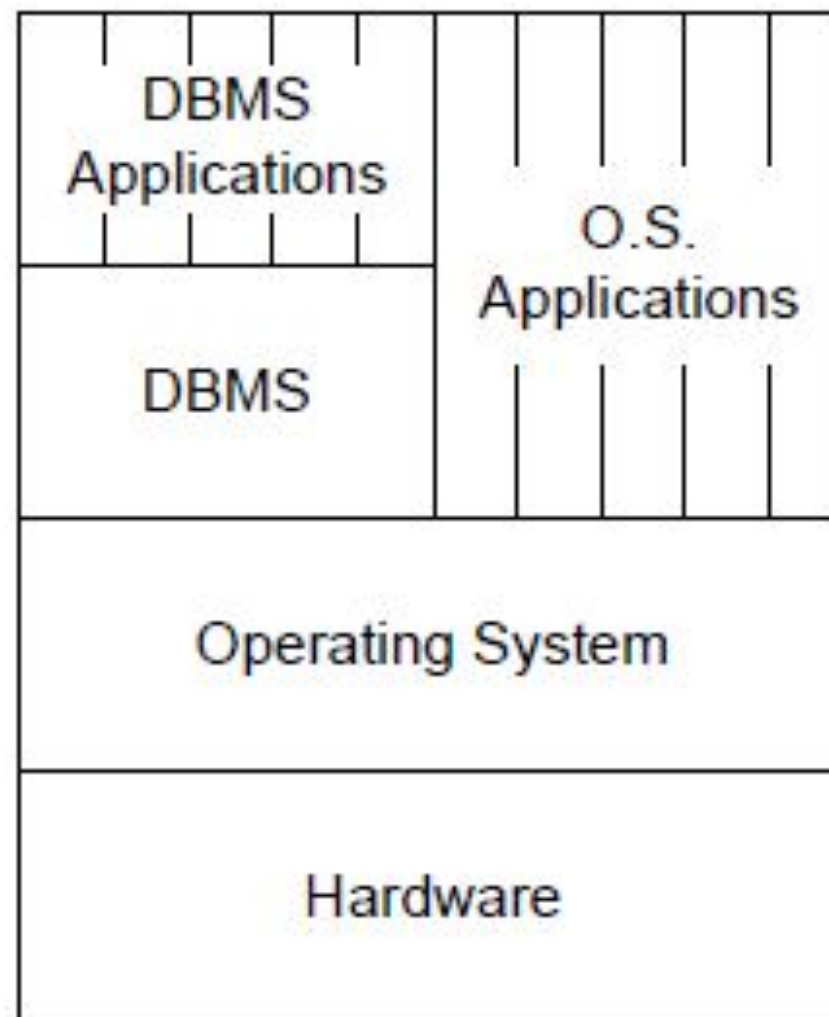 DBMS
Applications
O.S.
Applications
DBMS
Operating System
Hardware